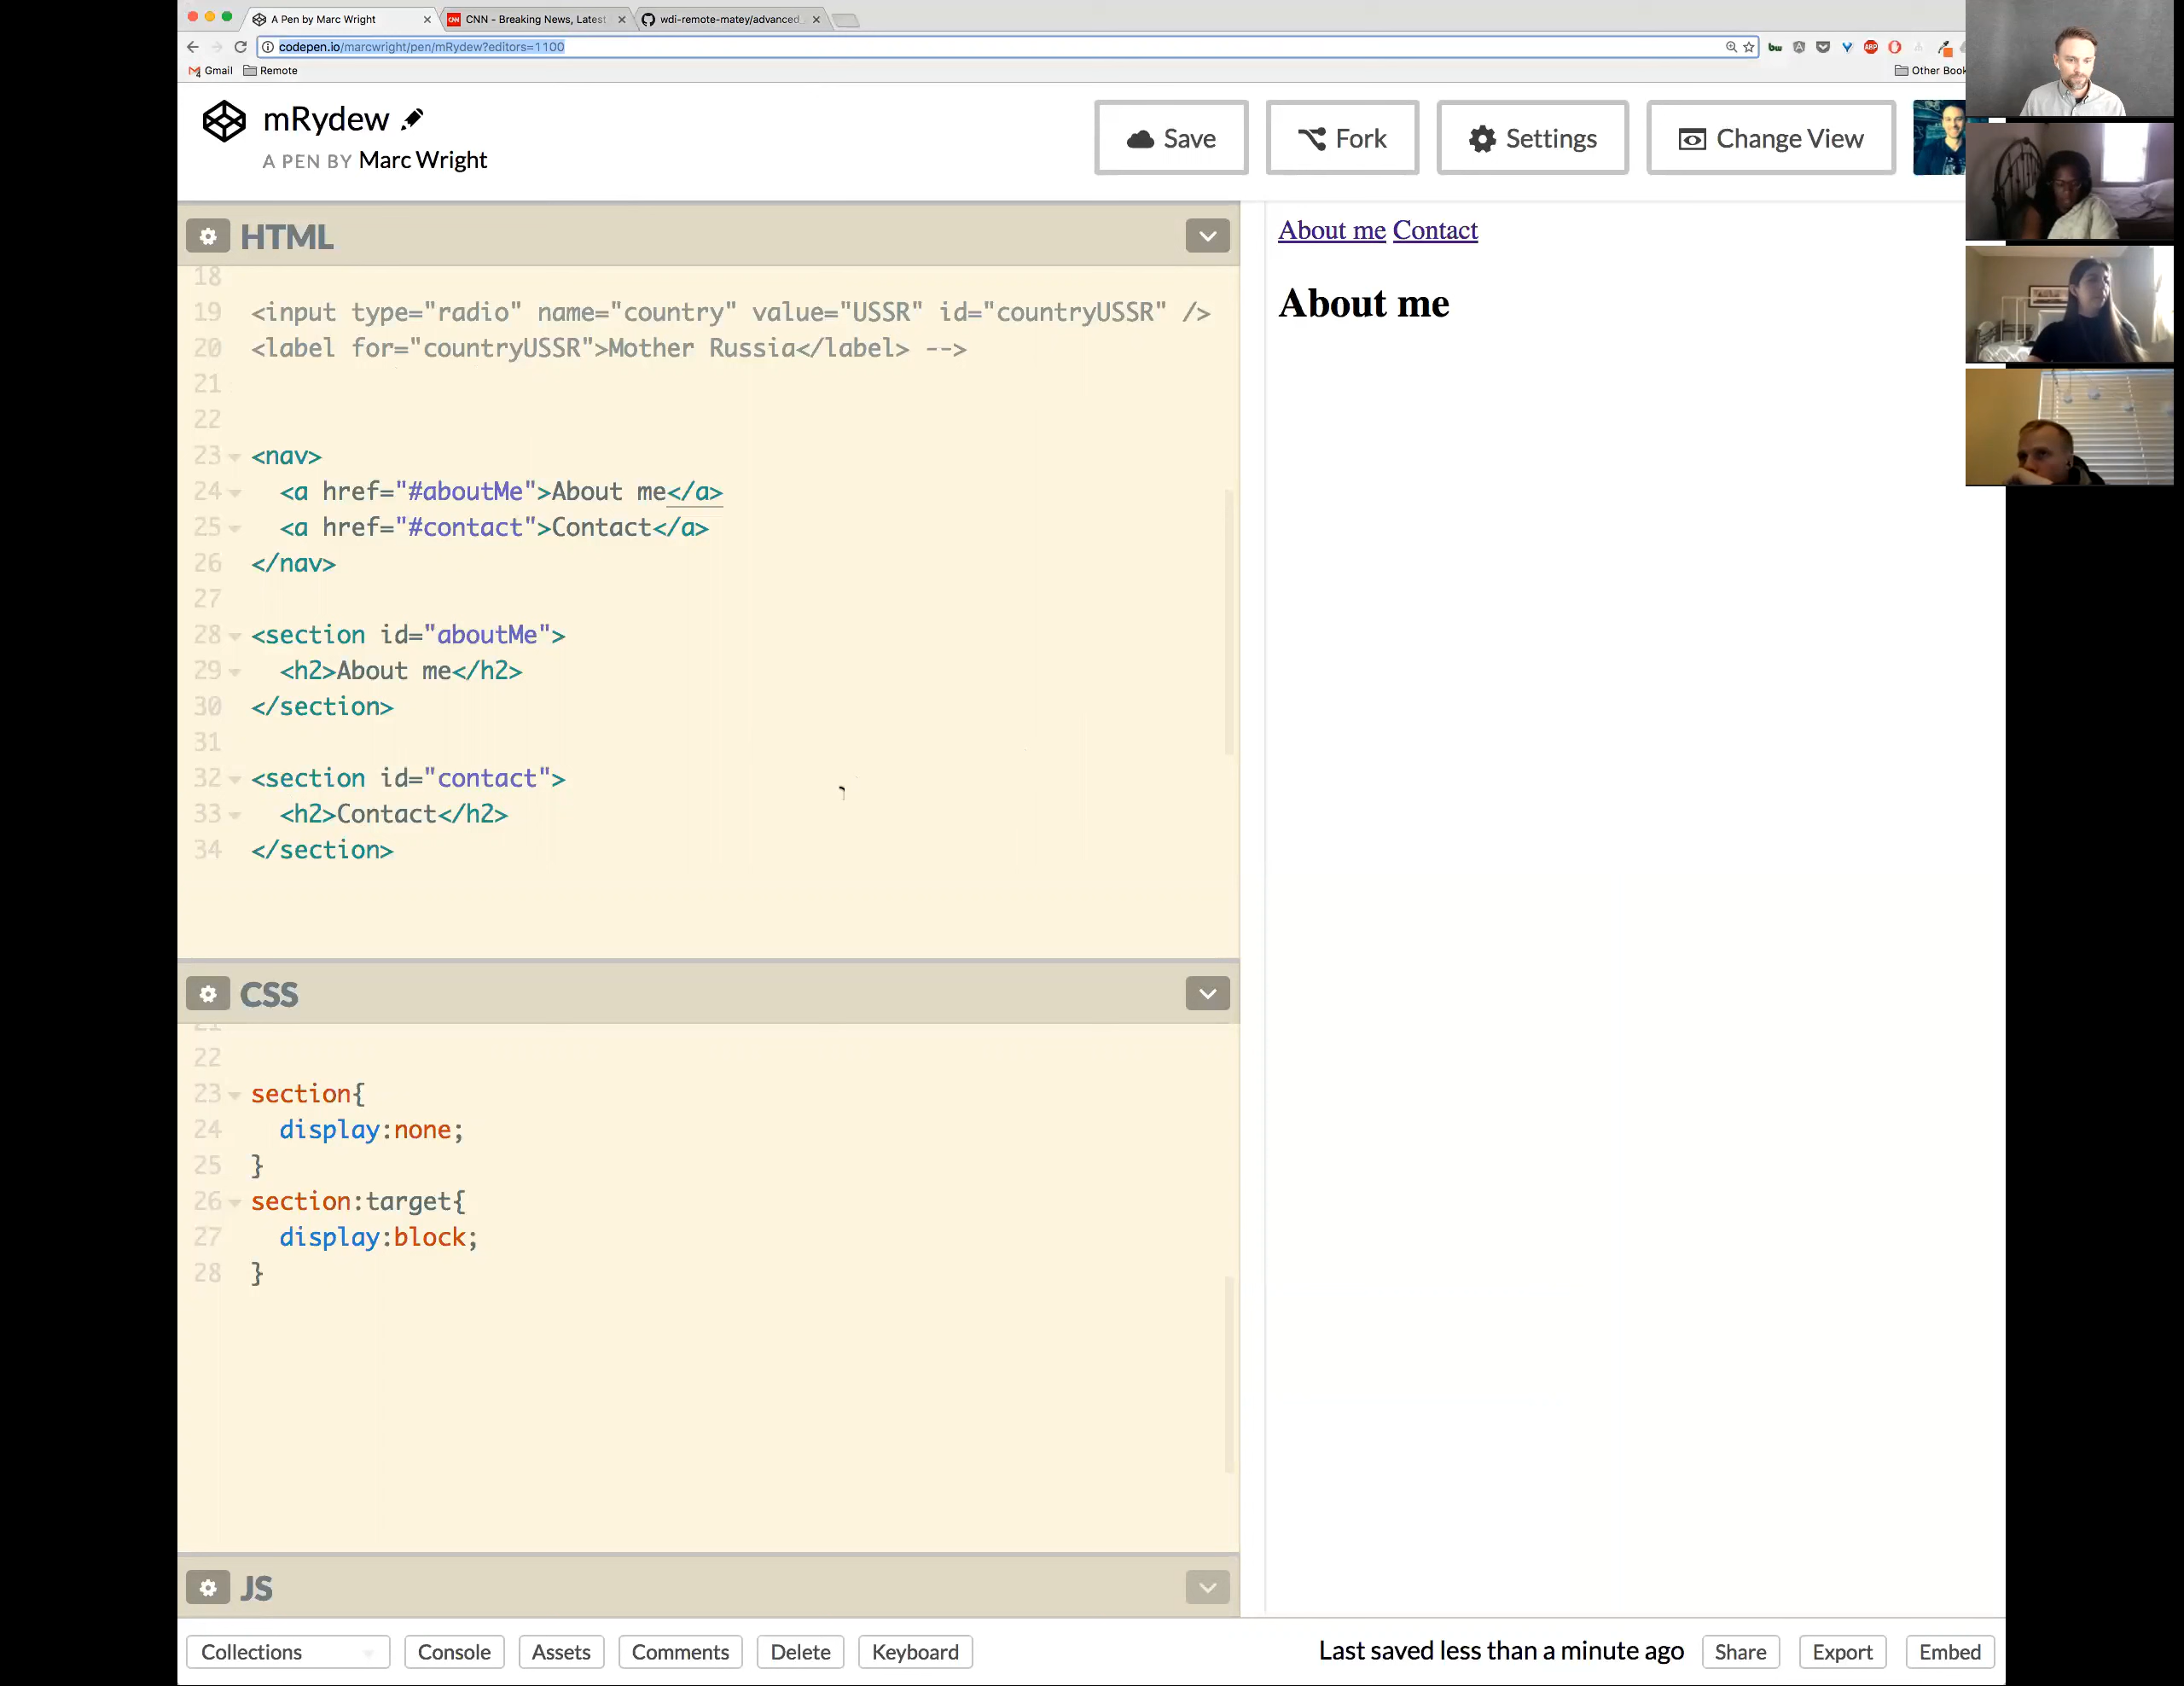 A Pen by Marc Wright
CNN - Breaking News, Latest
wdi-remote-matey/advanced_
codepen.io/marcwright/pen/mRydew?editors=1100
bw
ABP
Gmail
Remote
Other Book
mRydew
A PEN BY Marc Wright
Save
Fork
Settings
Change View
HTML
About me Contact
About me
18
19 <input type="radio" name="country" value="USSR" id="countryUSSR" />
20 <label for="countryUSSR">Mother Russia</label> -->
21
22
23 <nav>
24 <a href="#aboutMe">About me</a>
25 <a href="#contact">Contact</a>
26 </nav>
27
28 <section id="aboutMe">
29 <h2>About me</h2>
30 </section>
31
32 <section id="contact">
33 <h2>Contact</h2>
34 </section>
CSS
21
22
23 section{
24 display:none;
25 }
26 section:target{
27 display:block;
28 }
JS
Collections
Console
Assets
Comments
Delete
Keyboard
Last saved less than a minute ago
Share
Export
Embed